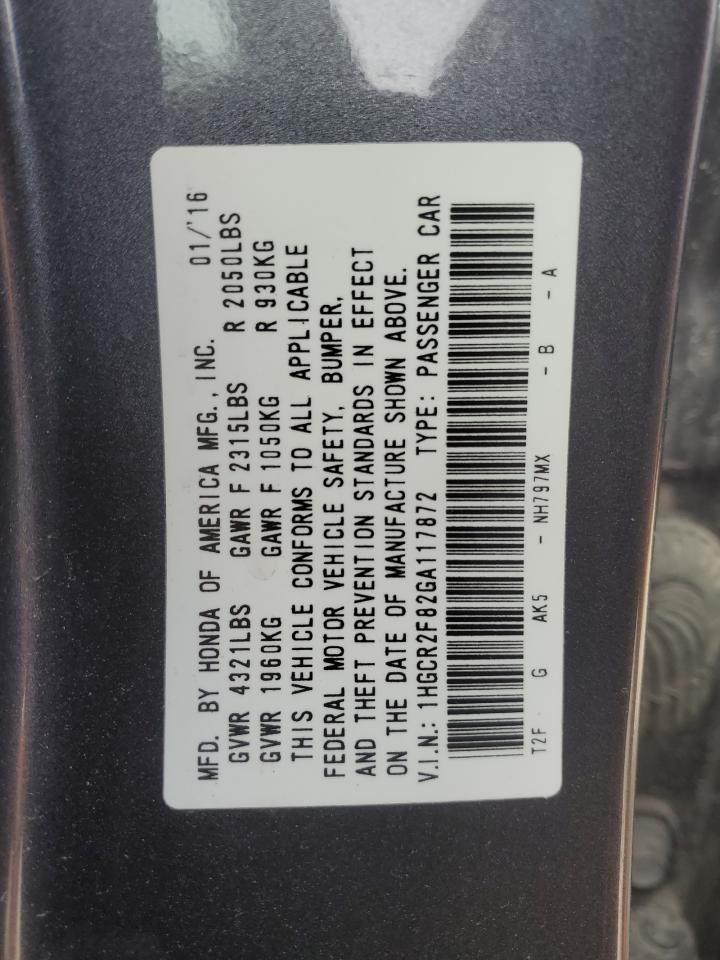 MFD. BY HONDA OF AMERICA MFG., INC. 01/'16
GVWR 4321LBS GAWR F 2315LBS R 2050LBS
GVWR 1960KG GAWR F 1050KG R 930KG
THIS VEHICLE CONFORMS TO ALL APPLICABLE
FEDERAL MOTOR VEHICLE SAFETY, BUMPER,
AND THEFT PREVENTION STANDARDS IN EFFECT
ON THE DATE OF MANUFACTURE SHOWN ABOVE.
V.I.N.: 1HGCR2F82GA117872 TYPE: PASSENGER CAR
T2F G AK5 - NH797MX - B - A